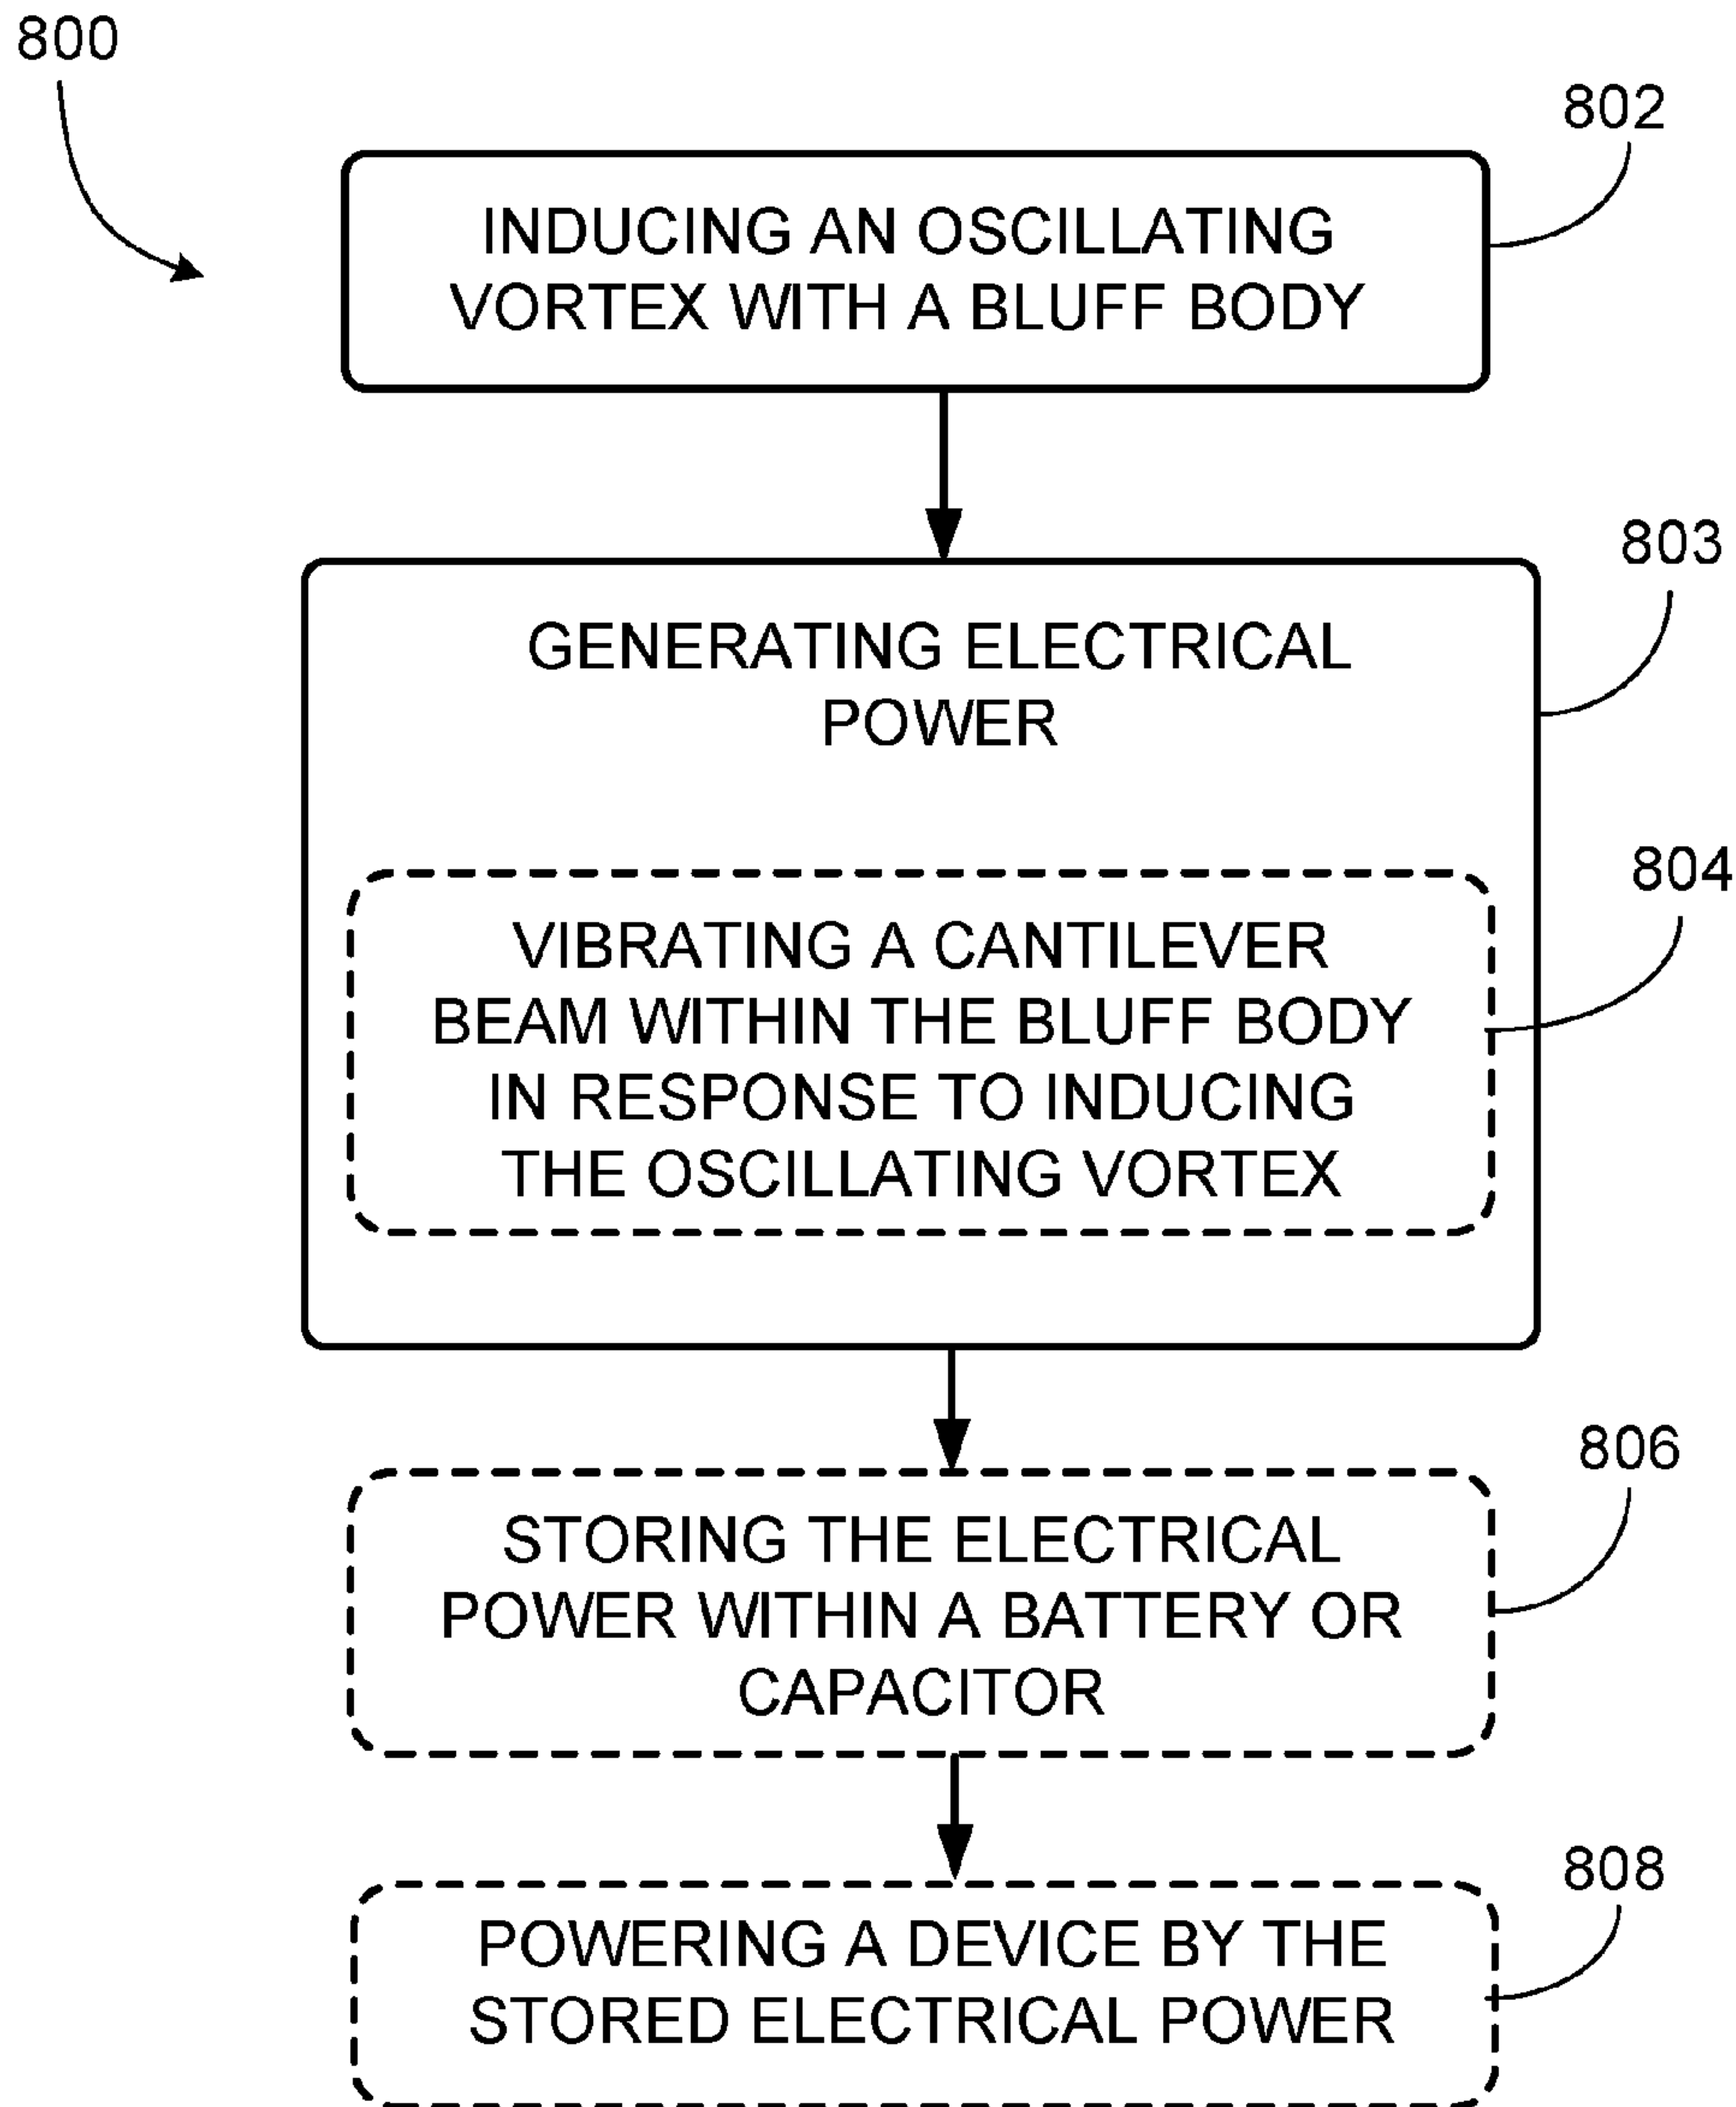 800
802
INDUCING AN OSCILLATING
VORTEX WITH A BLUFF BODY
803
GENERATING ELECTRICAL
POWER
804
VIBRATING A CANTILEVER
BEAM WITHIN THE BLUFF BODY
IN RESPONSE TO INDUCING
THE OSCILLATING VORTEX
806
STORING THE ELECTRICAL
POWER WITHIN A BATTERY OR
CAPACITOR
808
POWERING A DEVICE BY THE
STORED ELECTRICAL POWER